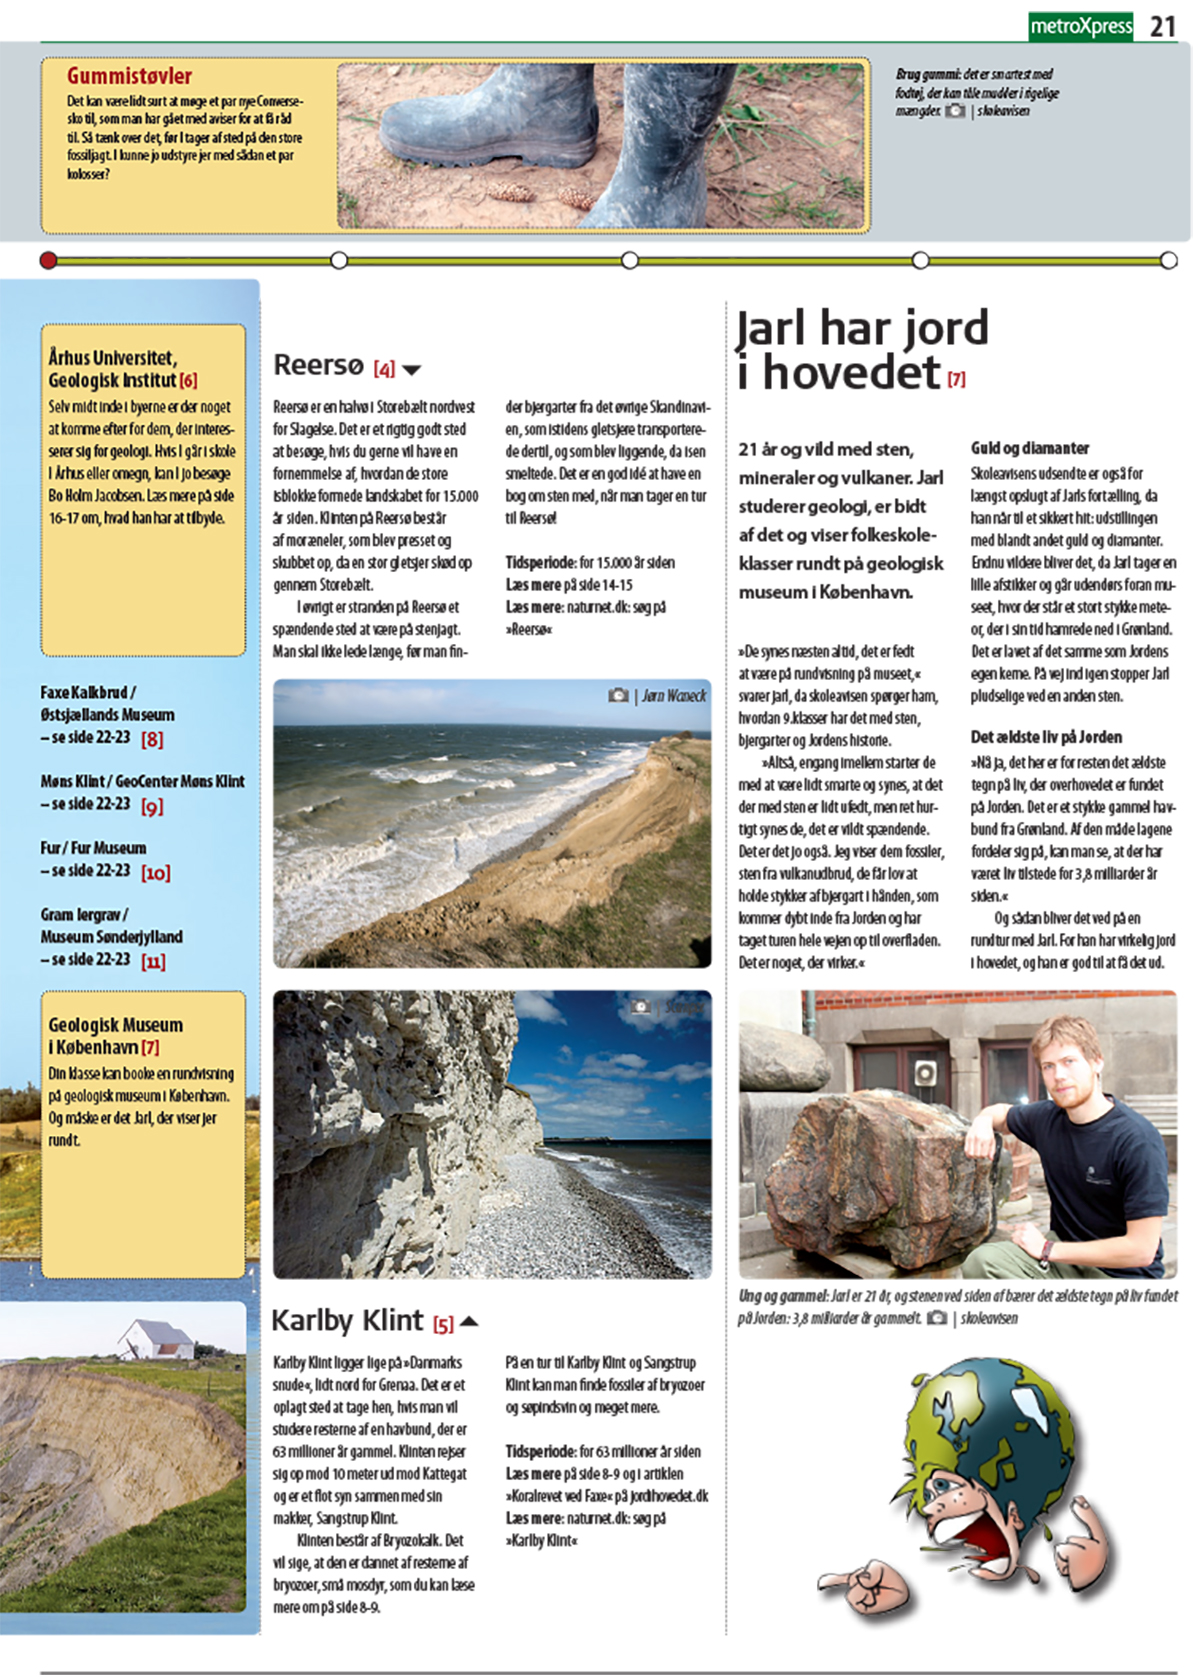 metroXpress 21
Gummistøvler
Det kan være lidt surt at møge et par nye Converse-
sko til, som man har gået med aviser for at få råd
til. Så tænk over det, før I tager af sted på den store
fossiljagt. I kunne jo udstyre jer med sådan et par
kolosser?
Brug gummi: det er smartest med
fodtøj, der kan tåle mudder i rigelige
mængder. | skoleavisen
Århus Universitet,
Geologisk Institut [6]
Selv midt inde i byerne er der noget
at komme efter for dem, der interes-
serer sig for geologi. Hvis I går i skole
i Århus eller omegn, kan I jo besøge
Bo Holm Jacobsen. Læs mere på side
16-17 om, hvad han har at tilbyde.
Faxe Kalkbrud /
Østsjællands Museum
– se side 22-23 [8]
Møns Klint / GeoCenter Møns Klint
– se side 22-23 [9]
Fur / Fur Museum
– se side 22-23 [10]
Gram lergrav /
Museum Sønderjylland
– se side 22-23 [11]
Geologisk Museum
i København [7]
Din klasse kan booke en rundvisning
på geologisk museum i København.
Og måske er det Jarl, der viser jer
rundt.
Reersø [4]
Reersø er en halvø i Storebælt nordvest
for Slagelse. Det er et rigtig godt sted
at besøge, hvis du gerne vil have en
fornemmelse af, hvordan de store
isblokke formede landskabet for 15.000
år siden. Klinten på Reersø består
af moræneler, som blev presset og
skubbet op, da en stor gletsjer skød op
gennem Storebælt.
I øvrigt er stranden på Reersø et
spændende sted at være på stenjagt.
Man skal ikke lede længe, før man fin-
der bjergarter fra det øvrige Skandinavi-
en, som istidens gletsjere transportere-
de dertil, og som blev liggende, da isen
smeltede. Det er en god idé at have en
bog om sten med, når man tager en tur
til Reersø!
Tidsperiode: for 15.000 år siden
Læs mere på side 14-15
Læs mere: naturnet.dk: søg på
»Reersø«
| Jørn Waneck
Karlby Klint [5]
Karlby Klint ligger lige på »Danmarks
snude«, lidt nord for Grenaa. Det er et
oplagt sted at tage hen, hvis man vil
studere resterne af en havbund, der er
63 millioner år gammel. Klinten rejser
sig op mod 10 meter ud mod Kattegat
og er et flot syn sammen med sin
makker, Sangstrup Klint.
Klinten består af Bryozokalk. Det
vil sige, at den er dannet af resterne af
bryozoer, små mosdyr, som du kan læse
mere om på side 8-9.
På en tur til Karlby Klint og Sangstrup
Klint kan man finde fossiler af bryozoer
og søpindsvin og meget mere.
Tidsperiode: for 63 millioner år siden
Læs mere på side 8-9 og i artiklen
»Koralrevet ved Faxe« på jordihovedet.dk
Læs mere: naturnet.dk: søg på
»Karlby Klint«
Jarl har jord
i hovedet [7]
21 år og vild med sten,
mineraler og vulkaner. Jarl
studerer geologi, er bidt
af det og viser folkeskole-
klasser rundt på geologisk
museum i København.
»De synes næsten altid, det er fedt
at være på rundvisning på museet,«
svarer Jarl, da skoleavisen spørger ham,
hvordan 9.klasser har det med sten,
bjergarter og Jordens historie.
»Altså, engang imellem starter de
med at være lidt smarte og synes, at det
der med sten er lidt ufedt, men ret hur-
tigt synes de, det er vildt spændende.
Det er det jo også. Jeg viser dem fossiler,
sten fra vulkanudbrud, de får lov at
holde stykker af bjergart i hånden, som
kommer dybt inde fra Jorden og har
taget turen hele vejen op til overfladen.
Det er noget, der virker.«
Guld og diamanter
Skoleavisens udsendte er også for
længst opslugt af Jarls fortælling, da
han når til et sikkert hit: udstillingen
med blandt andet guld og diamanter.
Endnu vildere bliver det, da Jarl tager en
lille afstikker og går udendørs foran mu-
seet, hvor der står et stort stykke mete-
or, der i sin tid hamrede ned i Grønland.
Det er lavet af det samme som Jordens
egen kerne. På vej ind igen stopper Jarl
pludselige ved en anden sten.
Det ældste liv på Jorden
»Nå ja, det her er for resten det ældste
tegn på liv, der overhovedet er fundet
på Jorden. Det er et stykke gammel hav-
bund fra Grønland. Af den måde lagene
fordeler sig på, kan man se, at der har
været liv tilstede for 3,8 milliarder år
siden.«
Og sådan bliver det ved på en
rundtur med Jarl. For han har virkelig jord
i hovedet, og han er god til at få det ud.
Ung og gammel: Jarl er 21 år, og stenen ved siden af bærer det ældste tegn på liv fundet
på Jorden: 3,8 milliarder år gammelt. | skoleavisen